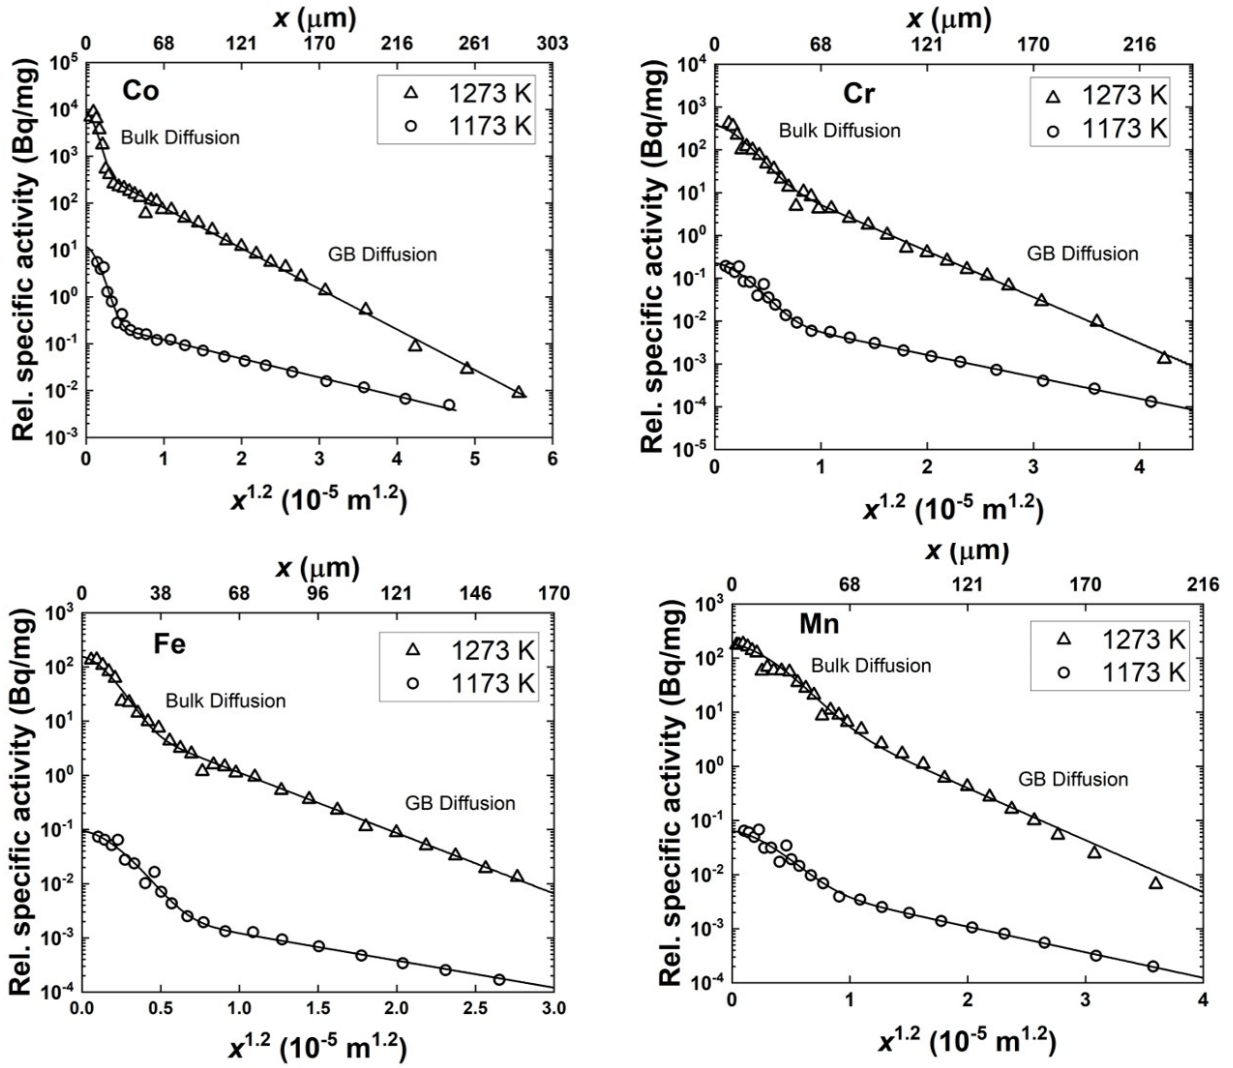 x (μm)
0 68 121 170 216 261 303
10^5
10^4
10^3
10^2
10^1
10^0
10^-1
10^-2
10^-3
Rel. specific activity (Bq/mg)
Co
1273 K
1173 K
Bulk Diffusion
GB Diffusion
0 1 2 3 4 5 6
x^1.2 (10^-5 m^1.2)
x (μm)
0 68 121 170 216
10^4
10^3
10^2
10^1
10^0
10^-1
10^-2
10^-3
10^-4
10^-5
Rel. specific activity (Bq/mg)
Cr
1273 K
1173 K
Bulk Diffusion
GB Diffusion
0 1 2 3 4
x^1.2 (10^-5 m^1.2)
x (μm)
0 38 68 96 121 146 170
10^3
10^2
10^1
10^0
10^-1
10^-2
10^-3
10^-4
Rel. specific activity (Bq/mg)
Fe
1273 K
1173 K
Bulk Diffusion
GB Diffusion
0.0 0.5 1.0 1.5 2.0 2.5 3.0
x^1.2 (10^-5 m^1.2)
x (μm)
0 68 121 170 216
10^3
10^2
10^1
10^0
10^-1
10^-2
10^-3
10^-4
Rel. specific activity (Bq/mg)
Mn
1273 K
1173 K
Bulk Diffusion
GB Diffusion
0 1 2 3 4
x^1.2 (10^-5 m^1.2)